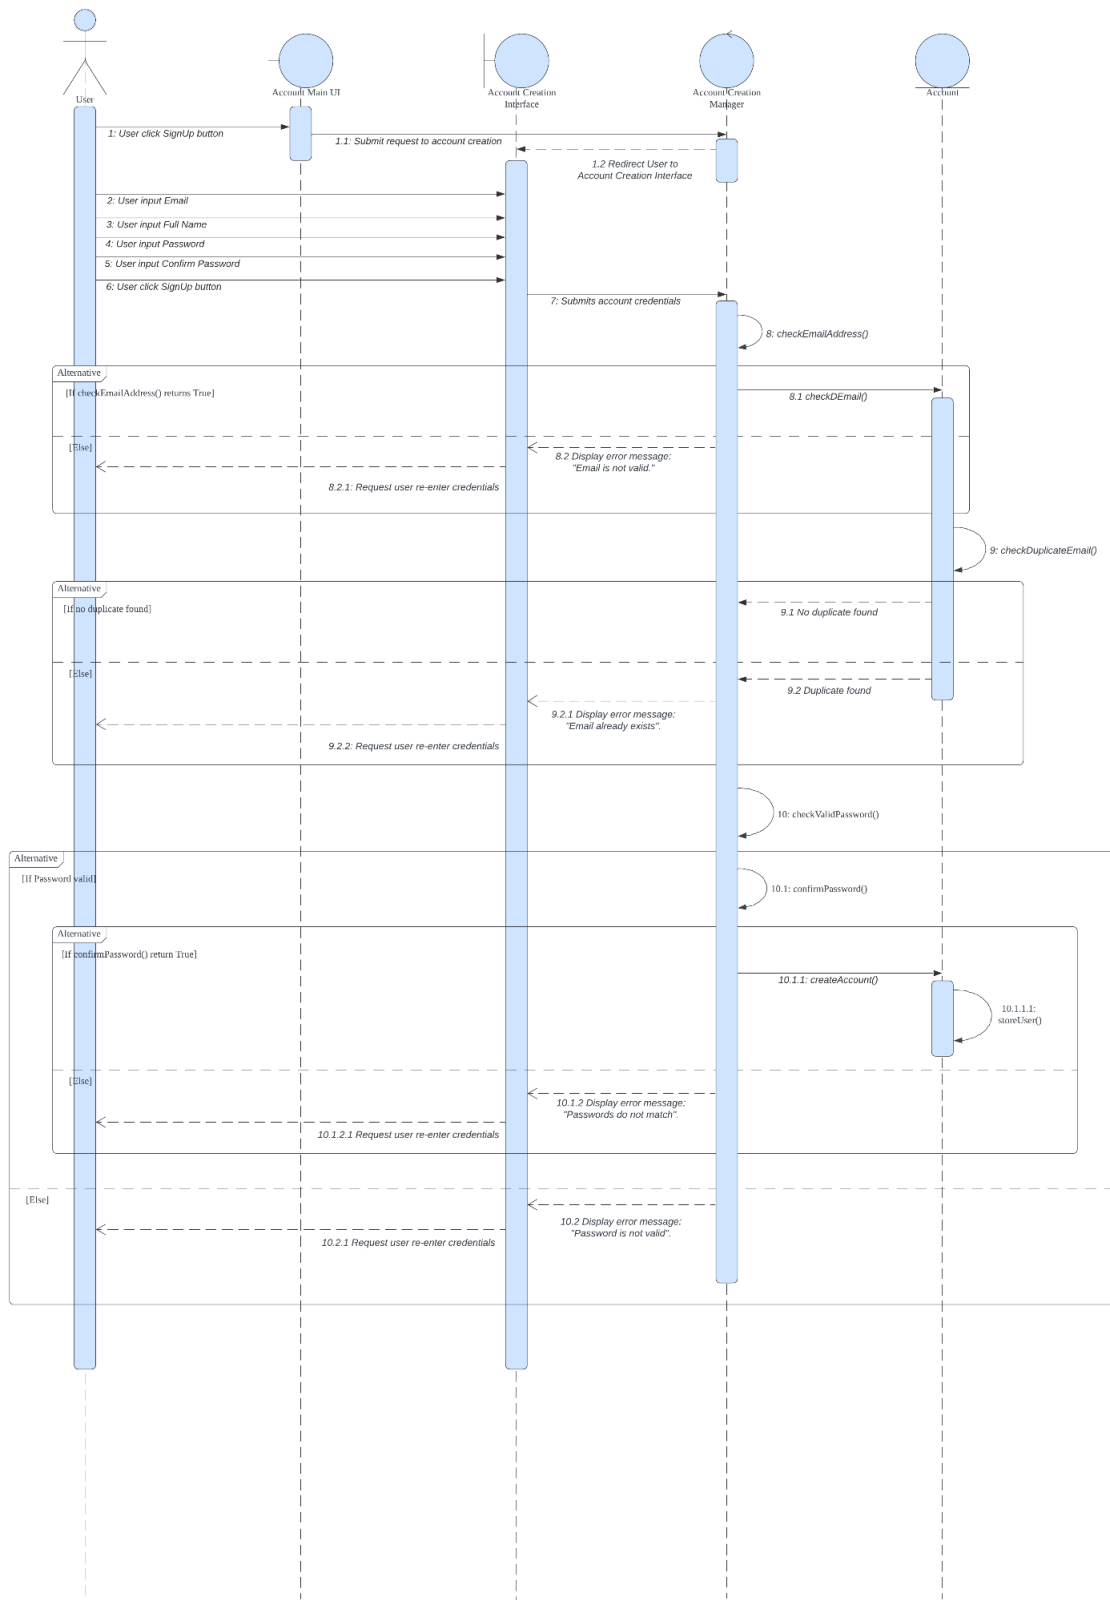 User
Account Main UI
Account Creation
Interface
Account Creation
Manager
Account
1: User click SignUp button
1.1: Submit request to account creation
1.2 Redirect User to
Account Creation Interface
2: User input Email
3: User input Full Name
4: User input Password
5: User input Confirm Password
6: User click SignUp button
7: Submits account credentials
8: checkEmailAddress()
Alternative
[If checkEmailAddress() returns True]
8.1 checkDEmail()
[Else]
8.2 Display error message:
"Email is not valid."
8.2.1: Request user re-enter credentials
9: checkDuplicateEmail()
Alternative
[If no duplicate found]
9.1 No duplicate found
[Else]
9.2 Duplicate found
9.2.1 Display error message:
"Email already exists".
9.2.2: Request user re-enter credentials
10: checkValidPassword()
Alternative
[If Password valid]
10.1: confirmPassword()
Alternative
[If confirmPassword() return True]
10.1.1: createAccount()
10.1.1.1:
storeUser()
[Else]
10.1.2 Display error message:
"Passwords do not match".
10.1.2.1 Request user re-enter credentials
[Else]
10.2 Display error message:
"Password is not valid".
10.2.1 Request user re-enter credentials